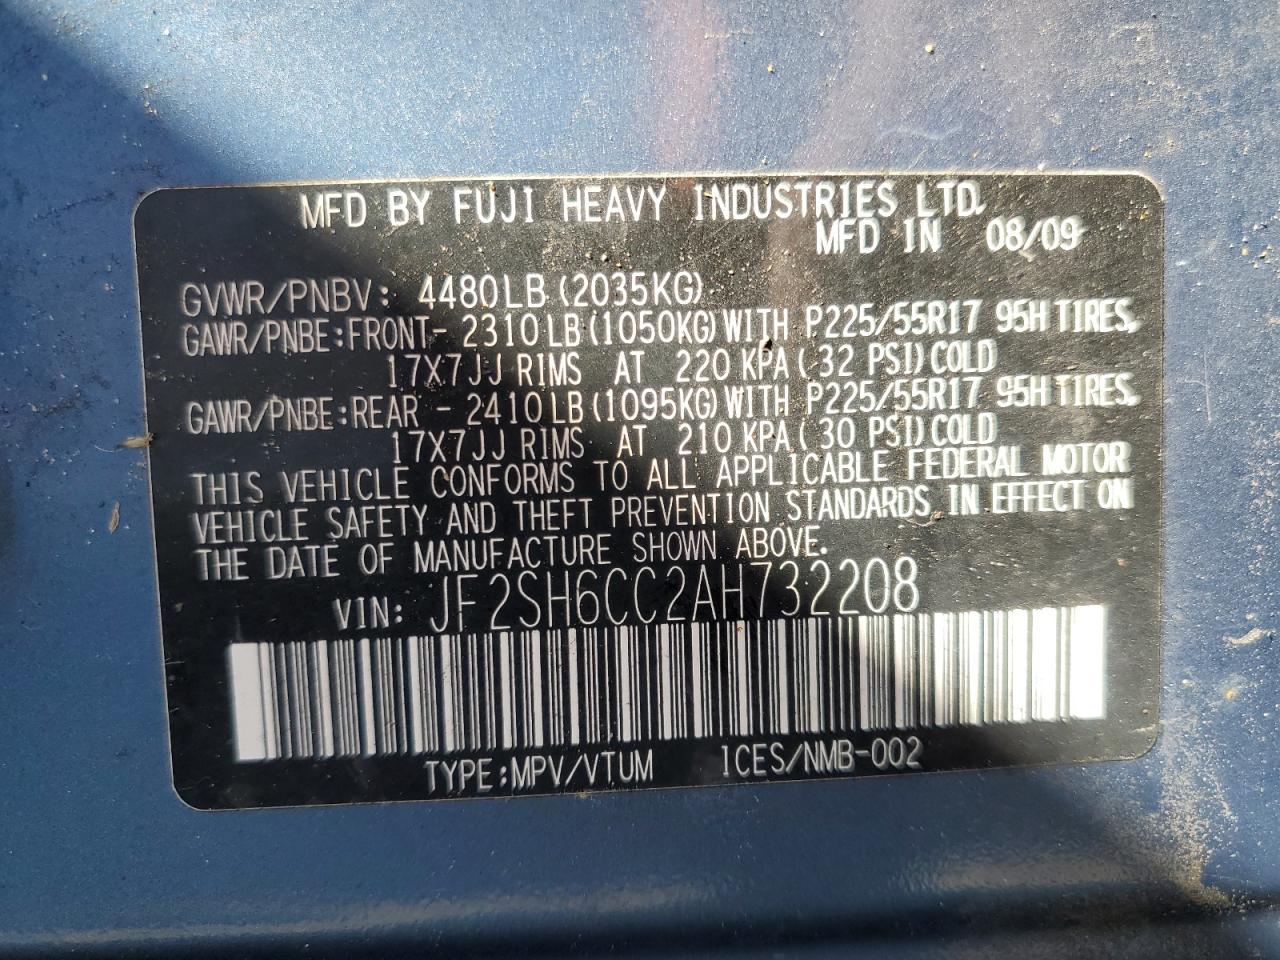 MFD BY FUJI HEAVY INDUSTRIES LTD.
MFD IN 08/09
GVWR/PNBV: 4480LB (2035KG)
GAWR/PNBE:FRONT- 2310LB(1050KG)WITH P225/55R17 95H TIRES,
17X7JJ RIMS AT 220 KPA(32 PSI)COLD
GAWR/PNBE:REAR - 2410LB(1095KG)WITH P225/55R17 95H TIRES,
17X7JJ RIMS AT 210 KPA(30 PSI)COLD
THIS VEHICLE CONFORMS TO ALL APPLICABLE FEDERAL MOTOR
VEHICLE SAFETY AND THEFT PREVENTION STANDARDS IN EFFECT ON
THE DATE OF MANUFACTURE SHOWN ABOVE.
VIN: JF2SH6CC2AH732208
TYPE:MPV/VTUM ICES/NMB-002